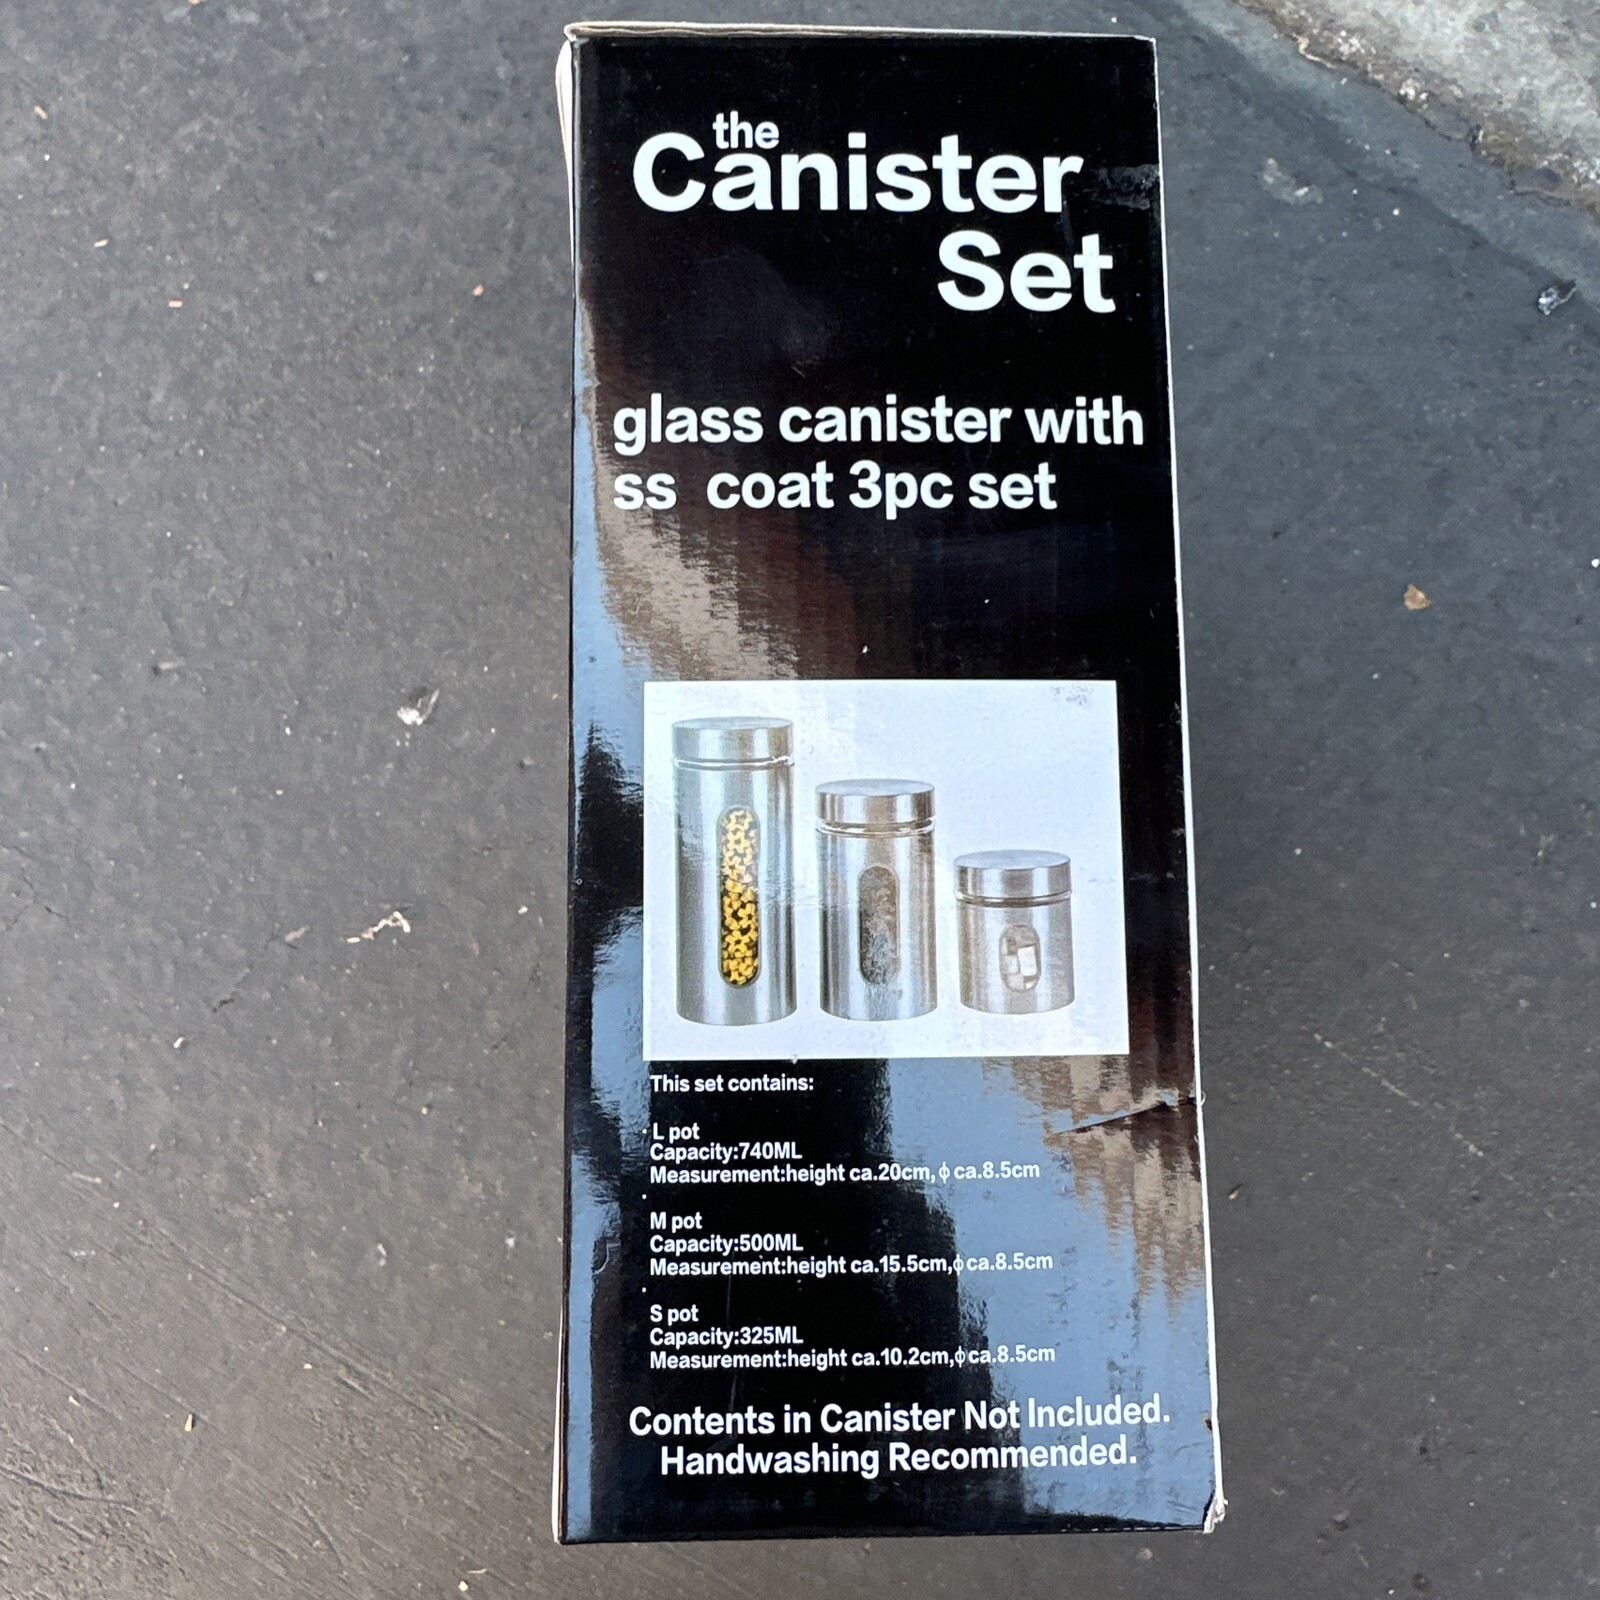 the
Canister
Set
glass canister with
ss coat 3pc set
This set contains:
· L pot
Capacity:740ML
Measurement:height ca.20cm,ϕ ca.8.5cm
·
M pot
Capacity:500ML
Measurement:height ca.15.5cm,ϕ ca.8.5cm
·
S pot
Capacity:325ML
Measurement:height ca.10.2cm,ϕ ca.8.5cm
Contents in Canister Not Included.
Handwashing Recommended.